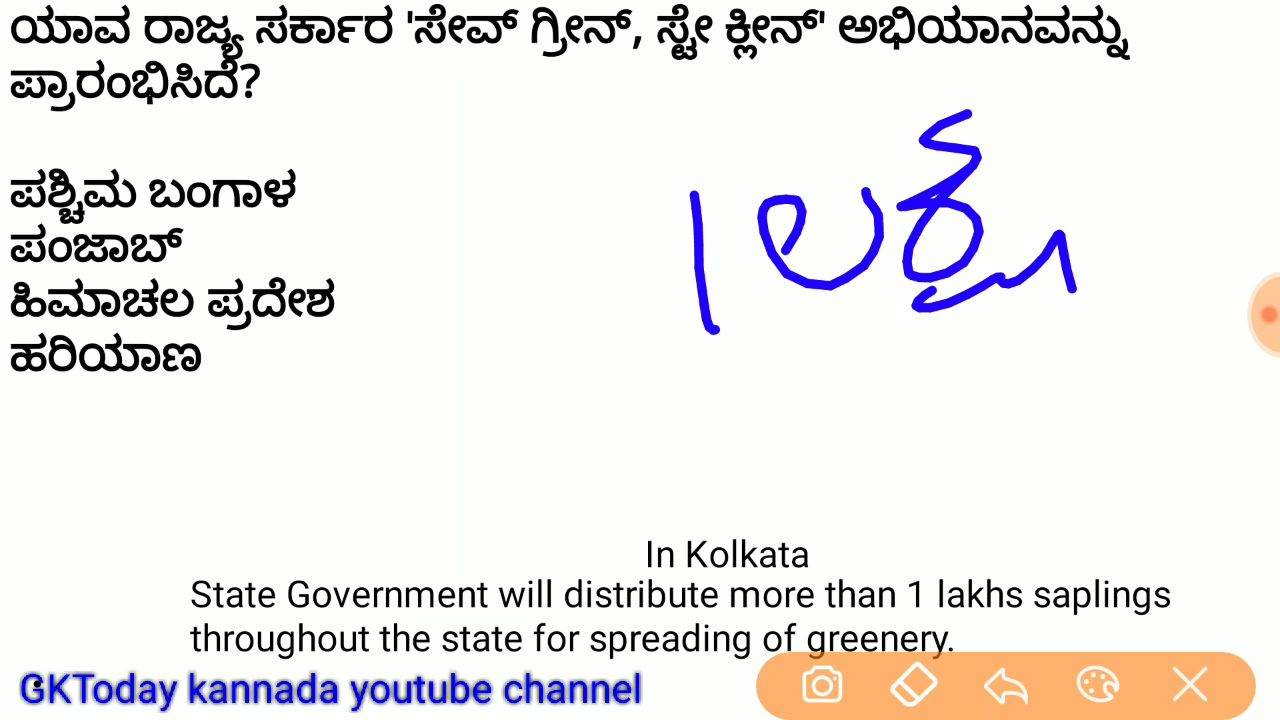 ಯಾವ ರಾಜ್ಯ ಸರ್ಕಾರ 'ಸೇವ್ ಗ್ರೀನ್, ಸ್ಟೇ ಕ್ಲೀನ್' ಅಭಿಯಾನವನ್ನು
ಪ್ರಾರಂಭಿಸಿದೆ?
ಪಶ್ಚಿಮ ಬಂಗಾಳ
ಪಂಜಾಬ್
ಹಿಮಾಚಲ ಪ್ರದೇಶ
ಹರಿಯಾಣ
1 ಲಕ್ಷ
In Kolkata
State Government will distribute more than 1 lakhs saplings
throughout the state for spreading of greenery.
GKToday kannada youtube channel